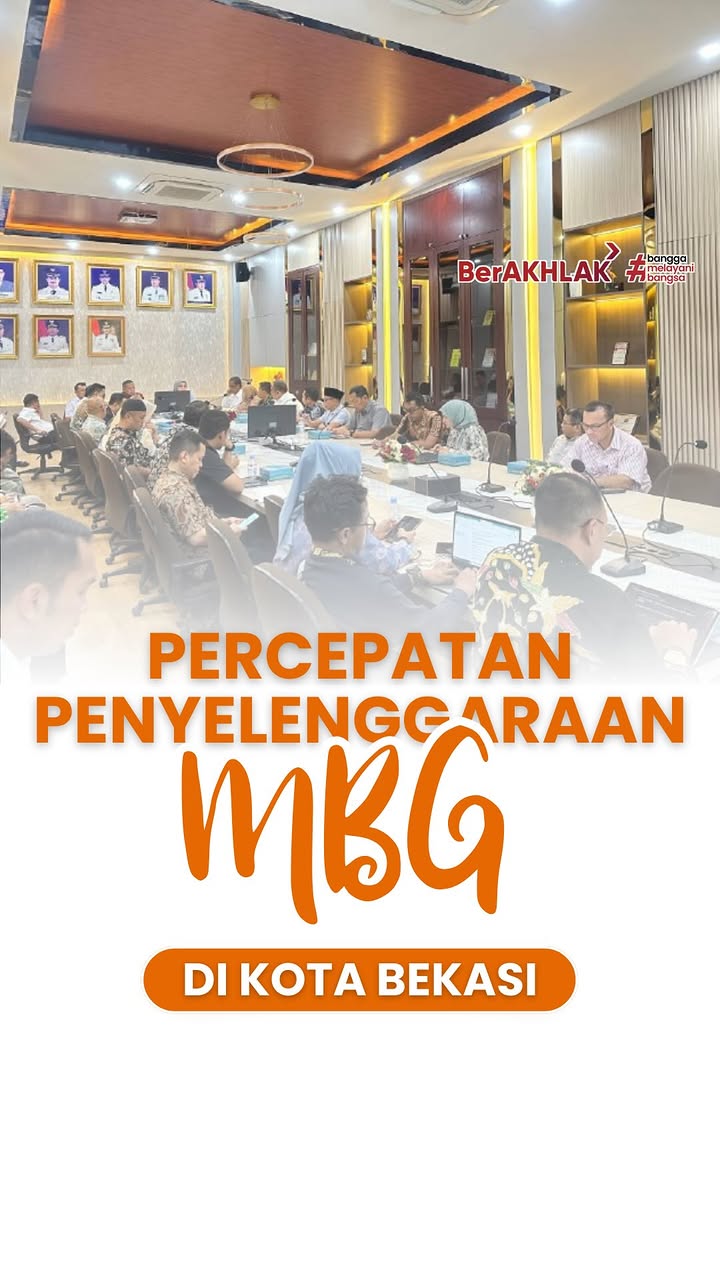 BerAKHLAK
#bangga
melayani
bangsa
PERCEPATAN
PENYELENGGARAAN
MBG
DI KOTA BEKASI